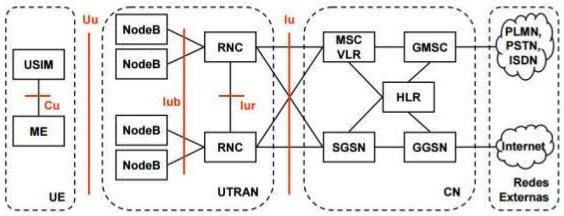 Uu
Iu
NodeB
NodeB
NodeB
NodeB
USIM
Cu
ME
UE
Iub
RNC
Iur
RNC
UTRAN
MSC
VLR
GMSC
HLR
SGSN
GGSN
CN
PLMN,
PSTN,
ISDN
Internet
Redes
Externas